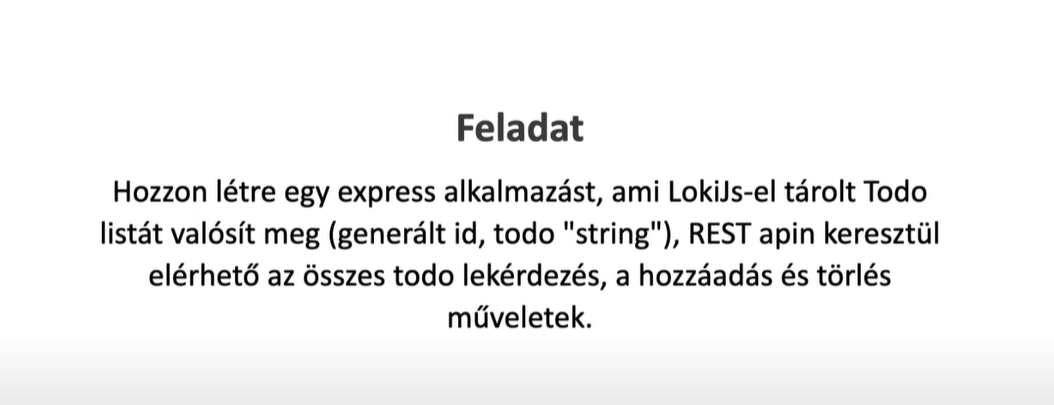 Feladat
Hozzon létre egy express alkalmazást, ami LokiJs-el tárolt Todo
listát valósít meg (generált id, todo "string"), REST apin keresztül
elérhető az összes todo lekérdezés, a hozzáadás és törlés
műveletek.